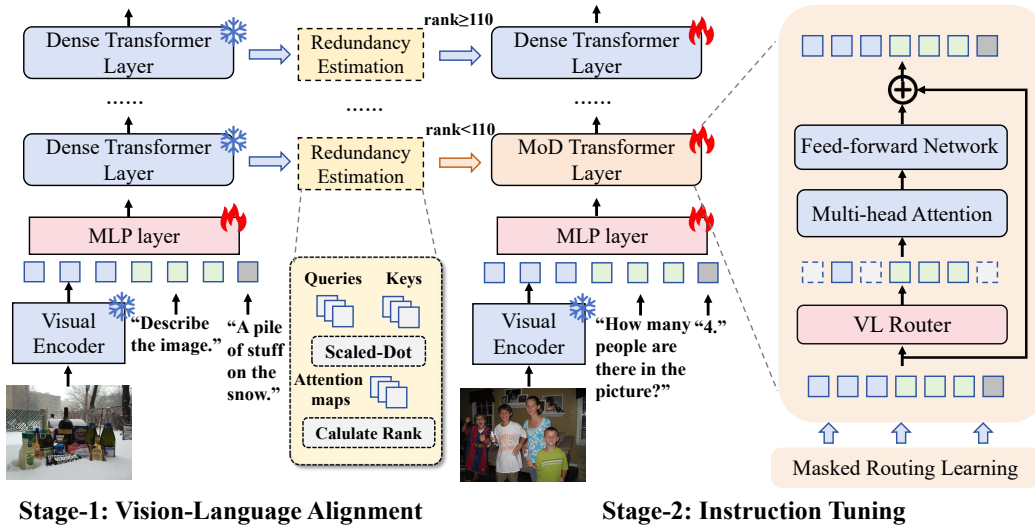 Dense Transformer
Layer
Redundancy
Estimation
rank≥110
Dense Transformer
Layer
......
......
......
Dense Transformer
Layer
Redundancy
Estimation
rank<110
MoD Transformer
Layer
MLP layer
MLP layer
Visual
Encoder
“Describe
the image.”
“A pile
of stuff
on the
snow.”
Queries
Keys
Scaled-Dot
Attention
maps
Calulate Rank
Visual
Encoder
“How many
people are
there in the
picture?”
“4.”
Feed-forward Network
Multi-head Attention
VL Router
Masked Routing Learning
Stage-1: Vision-Language Alignment
Stage-2: Instruction Tuning